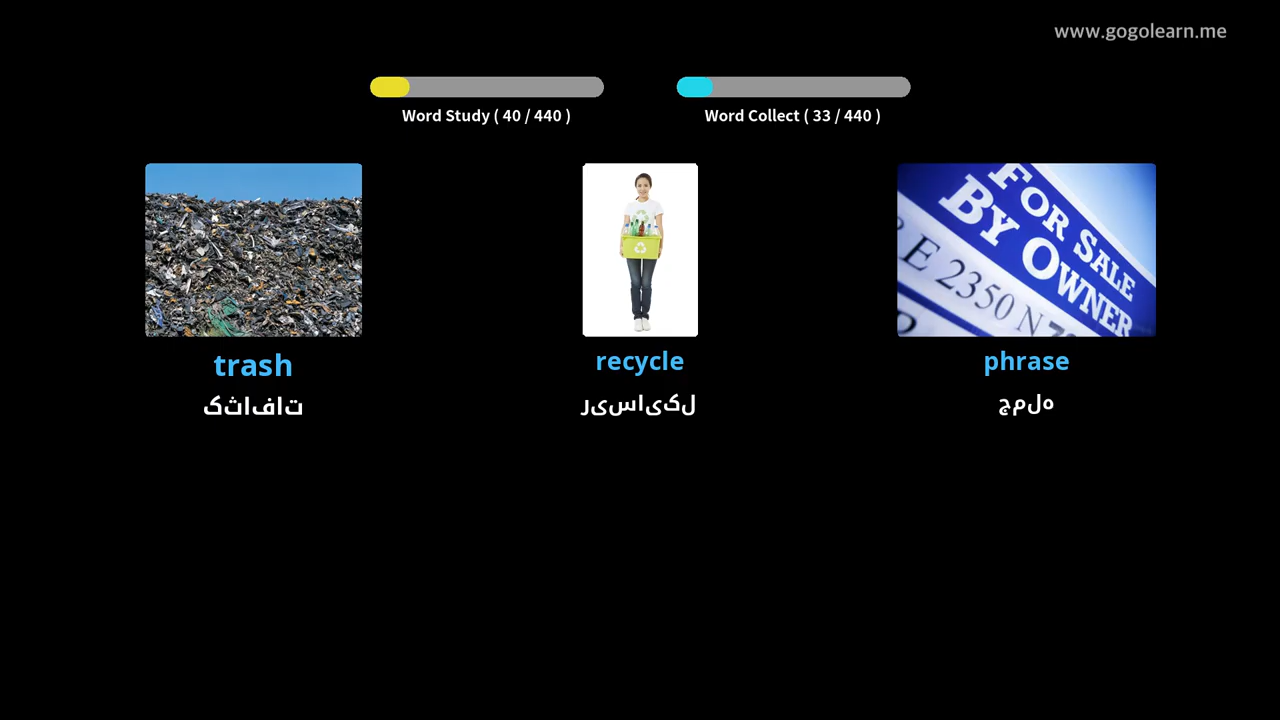 www.gogolearn.me
Word Study ( 40 / 440 )
Word Collect ( 33 / 440 )
FOR SALE
BY OWNER
E 2350 N
trash
recycle
phrase
کثافات
ریسایکل
جمله